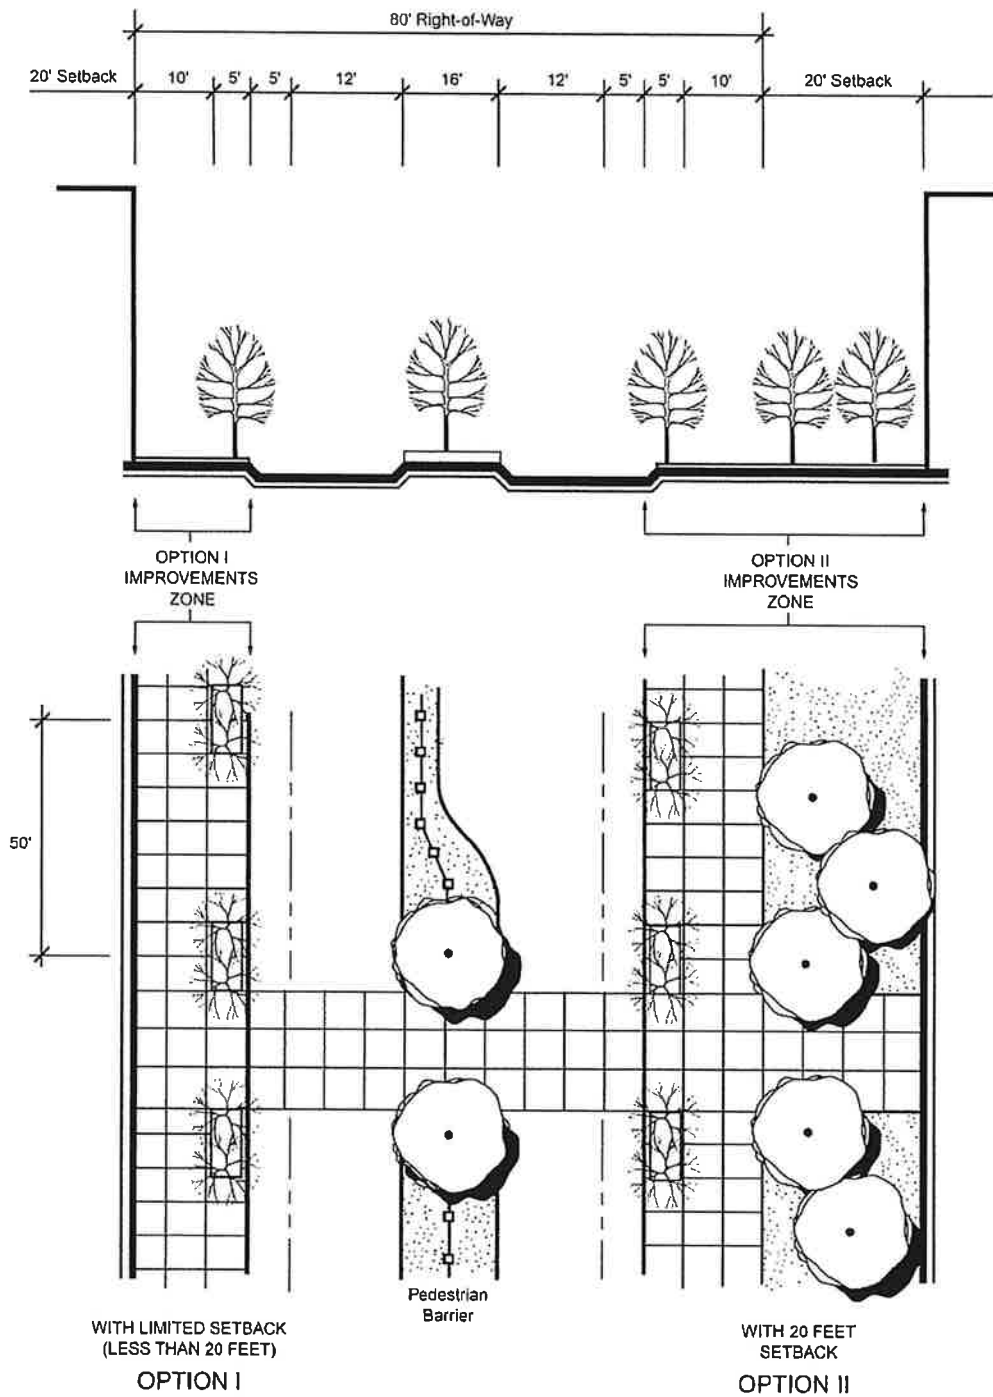 80' Right-of-Way
20' Setback
10'
5'
5'
12'
16'
12'
5'
5'
10'
20' Setback
OPTION I
IMPROVEMENTS
ZONE
OPTION II
IMPROVEMENTS
ZONE
50'
Pedestrian
Barrier
WITH LIMITED SETBACK
(LESS THAN 20 FEET)
OPTION I
WITH 20 FEET
SETBACK
OPTION II